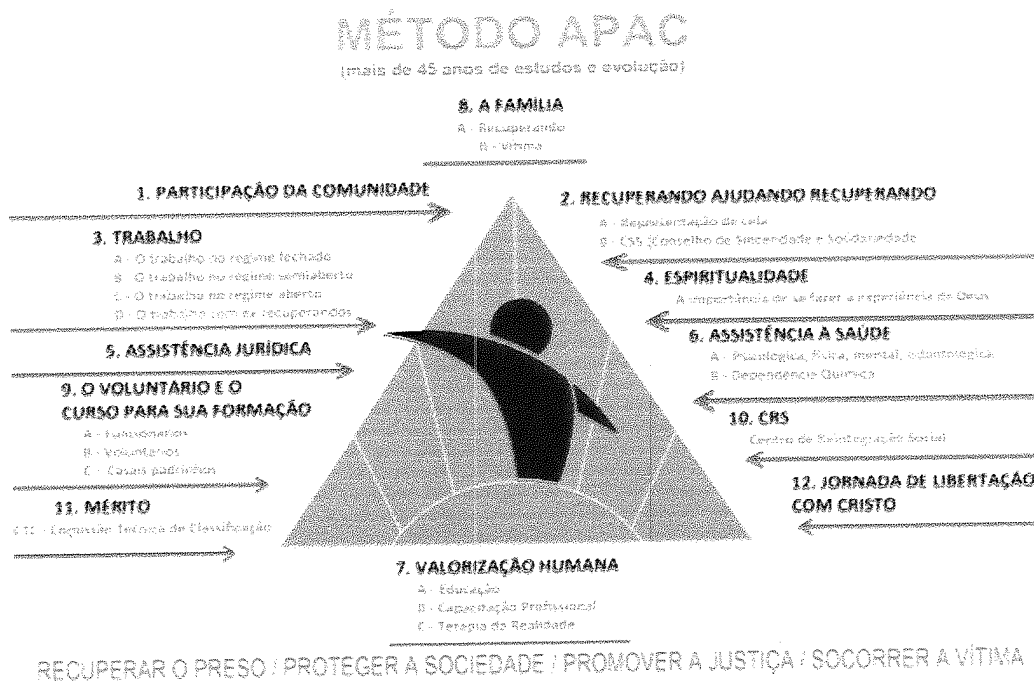 MÉTODO APAC
(mais de 45 anos de estudos e evolução)
8. A FAMÍLIA
A - Recuperando
B - Vítima
1. PARTICIPAÇÃO DA COMUNIDADE
2. RECUPERANDO AJUDANDO RECUPERANDO
A - Representação de cela
B - CSS (Conselho de Sinceridade e Solidariedade
3. TRABALHO
A - O trabalho no regime fechado
B - O trabalho no regime semiaberto
C - O trabalho no regime aberto
D - O trabalho com ex recuperandos
4. ESPIRITUALIDADE
A importância de se fazer a experiência de Deus
5. ASSISTÊNCIA JURÍDICA
6. ASSISTÊNCIA À SAÚDE
A - Psicológica, física, mental, odontológica
B - Dependência Química
9. O VOLUNTÁRIO E O
CURSO PARA SUA FORMAÇÃO
A - Funcionários
B - Voluntários
C - Casais padrinhos
10. CRS
Centro de Reintegração Social
11. MÉRITO
CTC - Comissão Técnica de Classificação
12. JORNADA DE LIBERTAÇÃO
COM CRISTO
7. VALORIZAÇÃO HUMANA
A - Educação
B - Capacitação Profissional
C - Terapia da Realidade
RECUPERAR O PRESO / PROTEGER A SOCIEDADE / PROMOVER A JUSTIÇA / SOCORRER A VÍTIMA